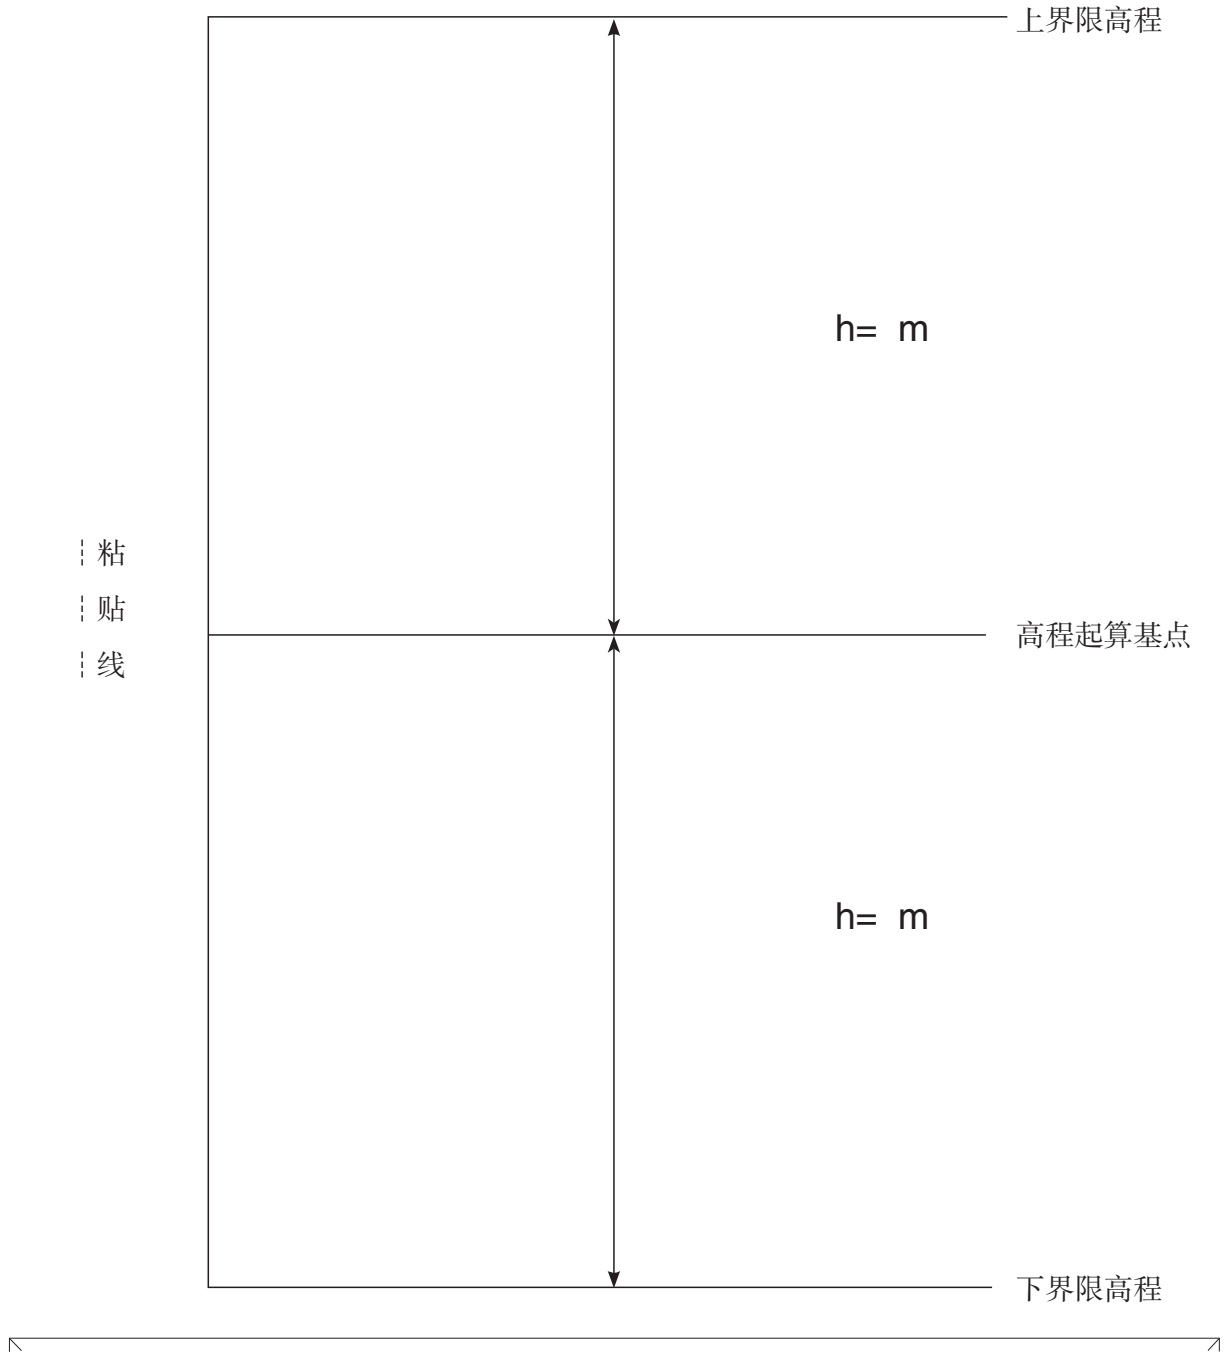 上界限高程
h= m
粘
贴
线
高程起算基点
h= m
下界限高程